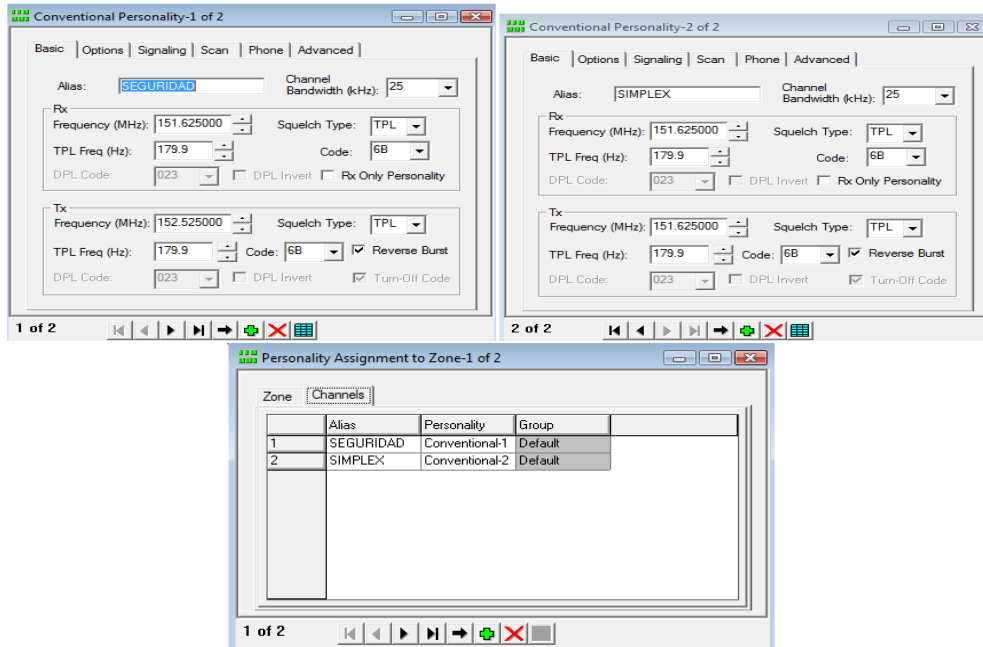 Conventional Personality-1 of 2
Basic Options Signaling Scan Phone Advanced
Alias: SEGURIDAD Channel Bandwidth (kHz): 25
Rx
Frequency (MHz): 151.625000 Squelch Type: TPL
TPL Freq (Hz): 179.9 Code: 6B
DPL Code: 023 DPL Invert Rx Only Personality
Tx
Frequency (MHz): 152.525000 Squelch Type: TPL
TPL Freq (Hz): 179.9 Code: 6B Reverse Burst
DPL Code: 023 DPL Invert Turn-Off Code
1 of 2
Conventional Personality-2 of 2
Basic Options Signaling Scan Phone Advanced
Alias: SIMPLEX Channel Bandwidth (kHz): 25
Rx
Frequency (MHz): 151.625000 Squelch Type: TPL
TPL Freq (Hz): 179.9 Code: 6B
DPL Code: 023 DPL Invert Rx Only Personality
Tx
Frequency (MHz): 151.625000 Squelch Type: TPL
TPL Freq (Hz): 179.9 Code: 6B Reverse Burst
DPL Code: 023 DPL Invert Turn-Off Code
2 of 2
Personality Assignment to Zone-1 of 2
Zone Channels
Alias Personality Group
1 SEGURIDAD Conventional-1 Default
2 SIMPLEX Conventional-2 Default
1 of 2